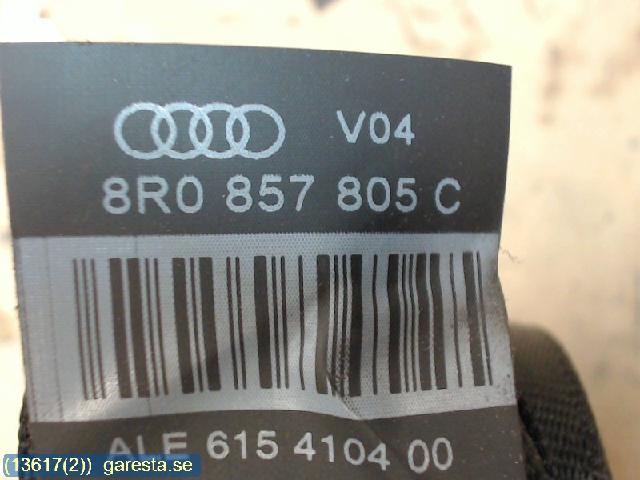 V04
8R0 857 805 C
ALE 615 4104 00
(13617(2)) garesta.se